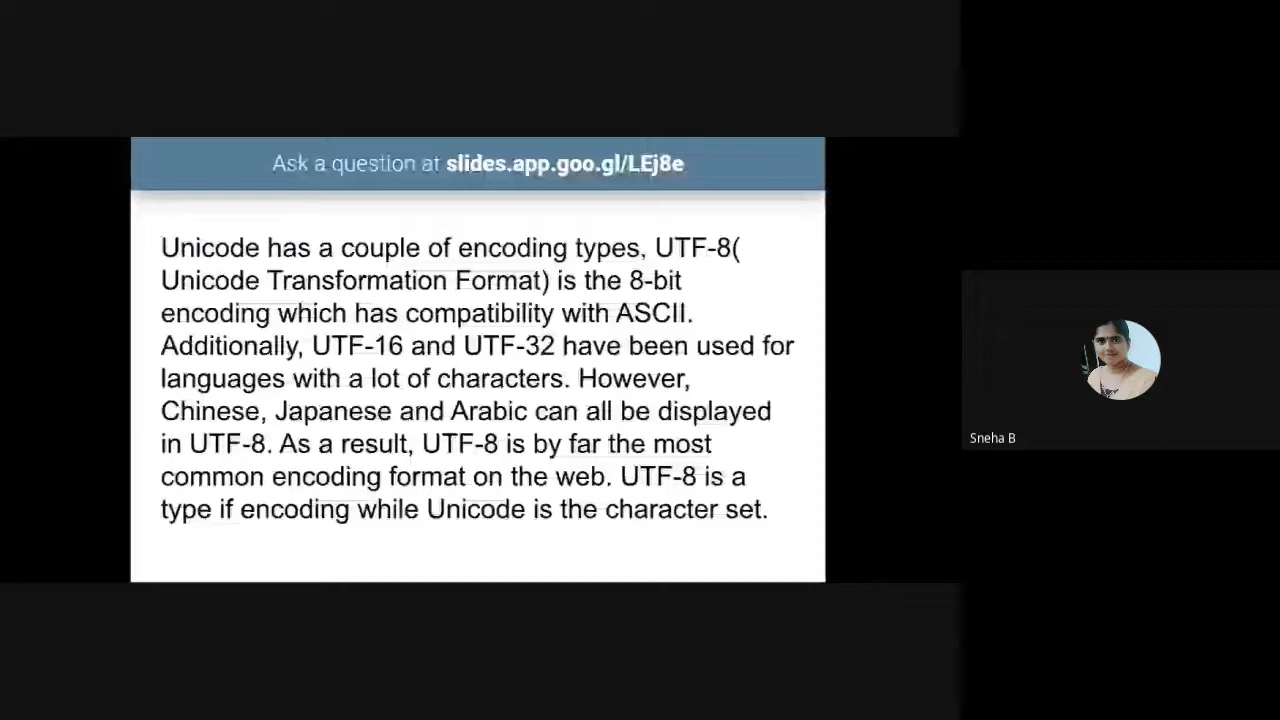 Ask a question at slides.app.goo.gl/LEj8e
Unicode has a couple of encoding types, UTF-8(
Unicode Transformation Format) is the 8-bit
encoding which has compatibility with ASCII.
Additionally, UTF-16 and UTF-32 have been used for
languages with a lot of characters. However,
Chinese, Japanese and Arabic can all be displayed
in UTF-8. As a result, UTF-8 is by far the most
common encoding format on the web. UTF-8 is a
type if encoding while Unicode is the character set.
Sneha B